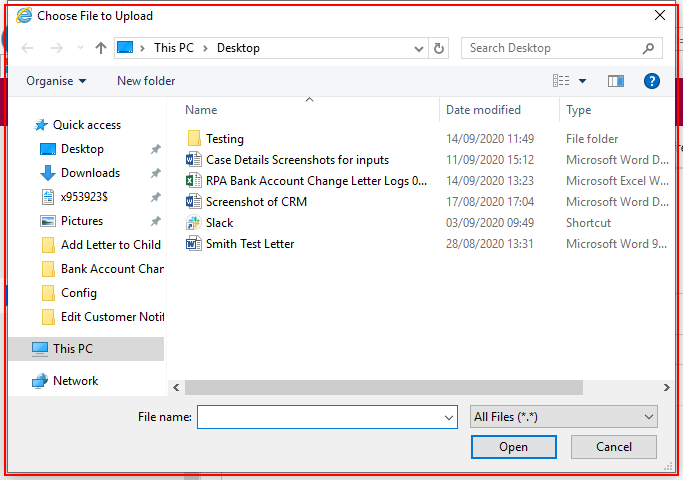 Choose File to Upload
This PC
Desktop
Search Desktop
Organise
New folder
?
Name
Date modified
Type
Quick access
Desktop
Downloads
x953923$
Pictures
Add Letter to Child
Bank Account Chan
Config
Edit Customer Notif
This PC
Network
Testing 14/09/2020 11:49 File folder
Case Details Screenshots for inputs 11/09/2020 15:12 Microsoft Word D...
RPA Bank Account Change Letter Logs 0... 14/09/2020 13:23 Microsoft Excel W...
Screenshot of CRM 17/08/2020 17:04 Microsoft Word D...
Slack 03/09/2020 09:49 Shortcut
Smith Test Letter 28/08/2020 13:31 Microsoft Word 9...
File name:
All Files (*.*)
Open
Cancel